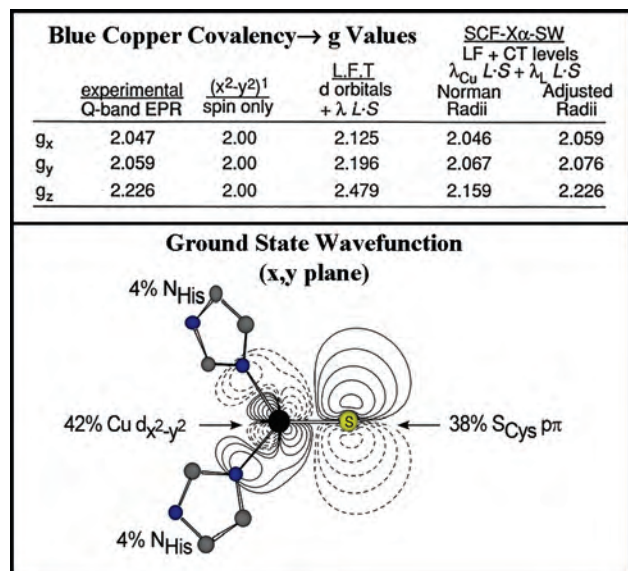 Blue Copper Covalency→ g Values
SCF-Xα-SW
LF + CT levels
λCu L·S + λL L·S
experimental
Q-band EPR
(x²-y²)¹
spin only
L.F.T
d orbitals
+ λ L·S
Norman
Radii
Adjusted
Radii
gx 2.047 2.00 2.125 2.046 2.059
gy 2.059 2.00 2.196 2.067 2.076
gz 2.226 2.00 2.479 2.159 2.226
Ground State Wavefunction
(x,y plane)
4% NHis
42% Cu dx²-y²
S
38% SCys pπ
4% NHis